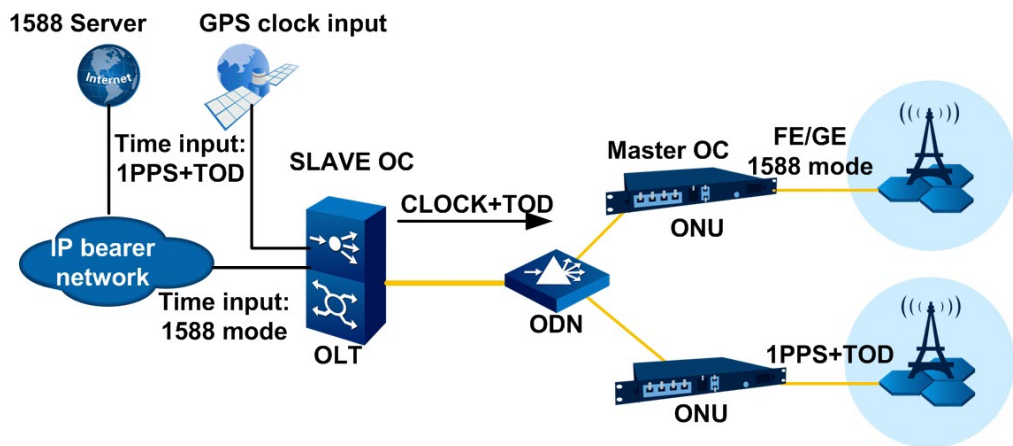 1588 Server
GPS clock input
Internet
Time input:
1PPS+TOD
SLAVE OC
CLOCK+TOD
Master OC
FE/GE
1588 mode
ONU
IP bearer
network
Time input:
1588 mode
OLT
ODN
1PPS+TOD
ONU